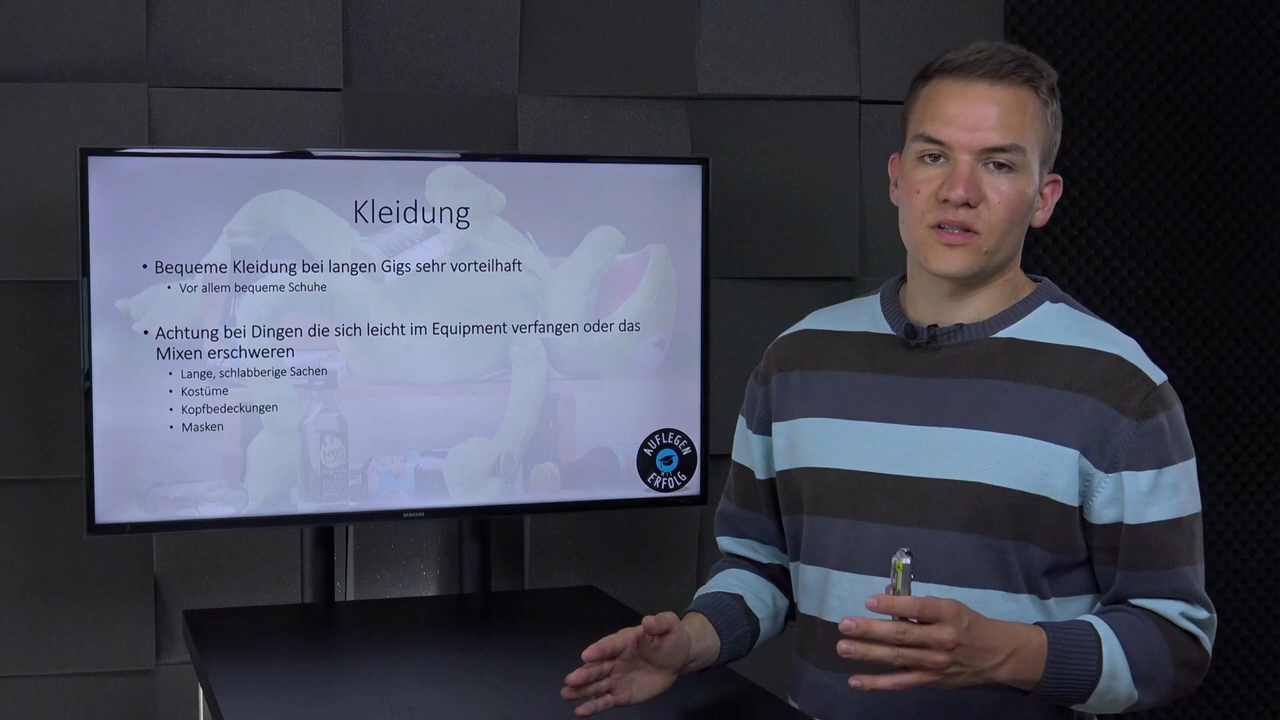 Kleidung
• Bequeme Kleidung bei langen Gigs sehr vorteilhaft
• Vor allem bequeme Schuhe
• Achtung bei Dingen die sich leicht im Equipment verfangen oder das
Mixen erschweren
• Lange, schlabberige Sachen
• Kostüme
• Kopfbedeckungen
• Masken
AUFLEGEN
MIT
ERFOLG
SAMSUNG